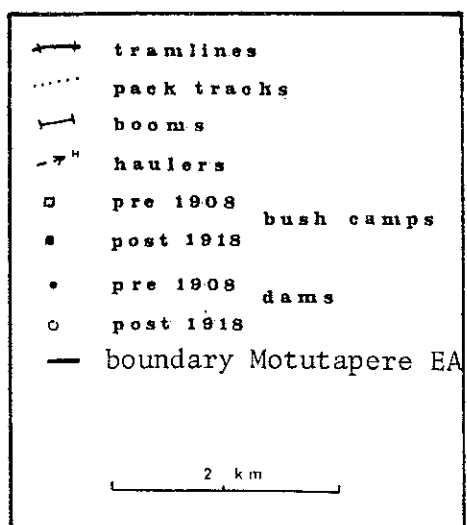 tramlines
pack tracks
booms
H haulers
pre 1908
bush camps
post 1918
pre 1908
dams
post 1918
boundary Motutapere EA
2 km